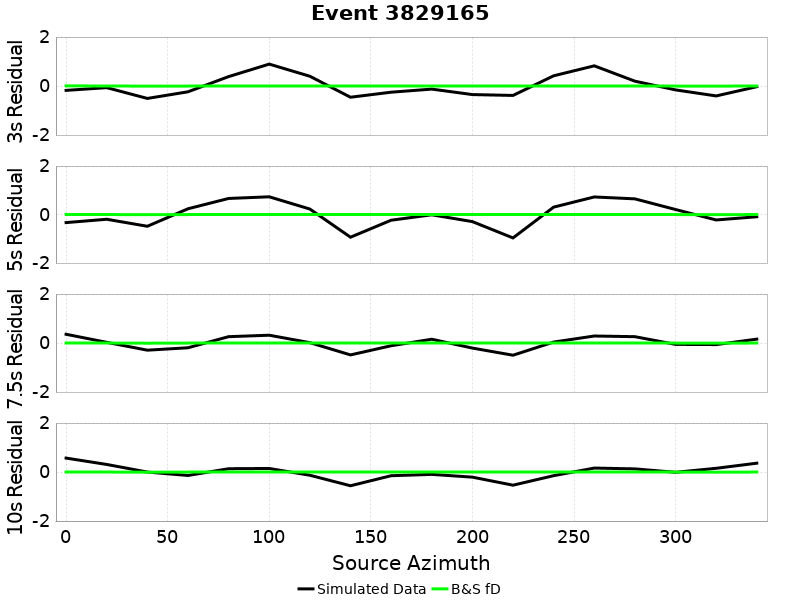 Event 3829165
3s Residual
2
0
-2
5s Residual
2
0
-2
7.5s Residual
2
0
-2
10s Residual
2
0
-2
0 50 100 150 200 250 300
Source Azimuth
Simulated Data B&S fD